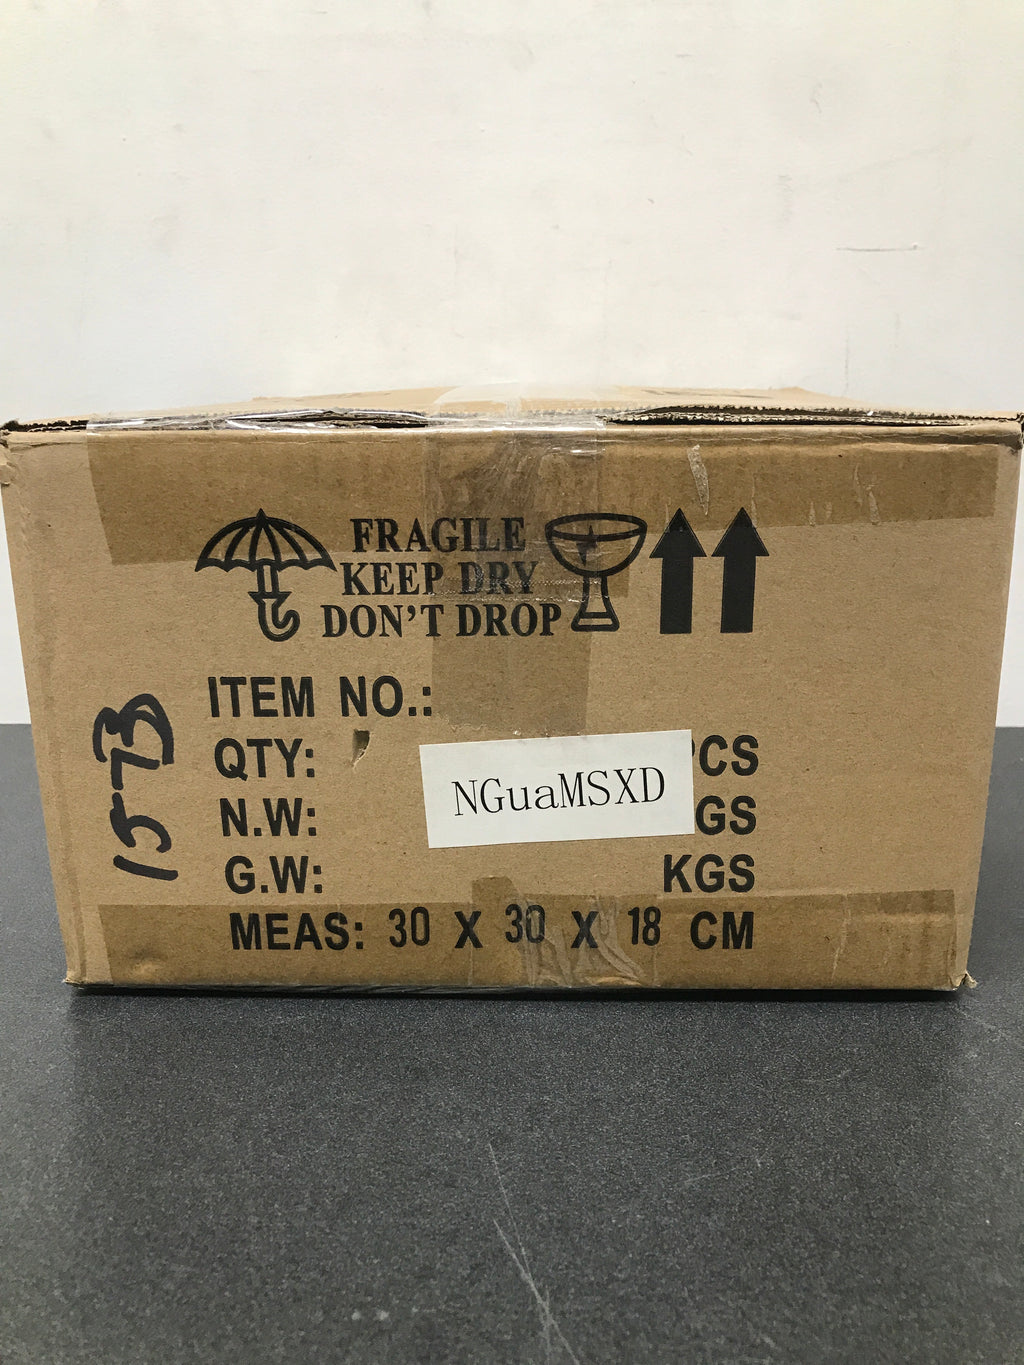 FRAGILE
KEEP DRY
DON'T DROP
ITEM NO.:
QTY: PCS
N.W: GS
G.W: KGS
MEAS: 30 X 30 X 18 CM
NGuaMSXD
1573